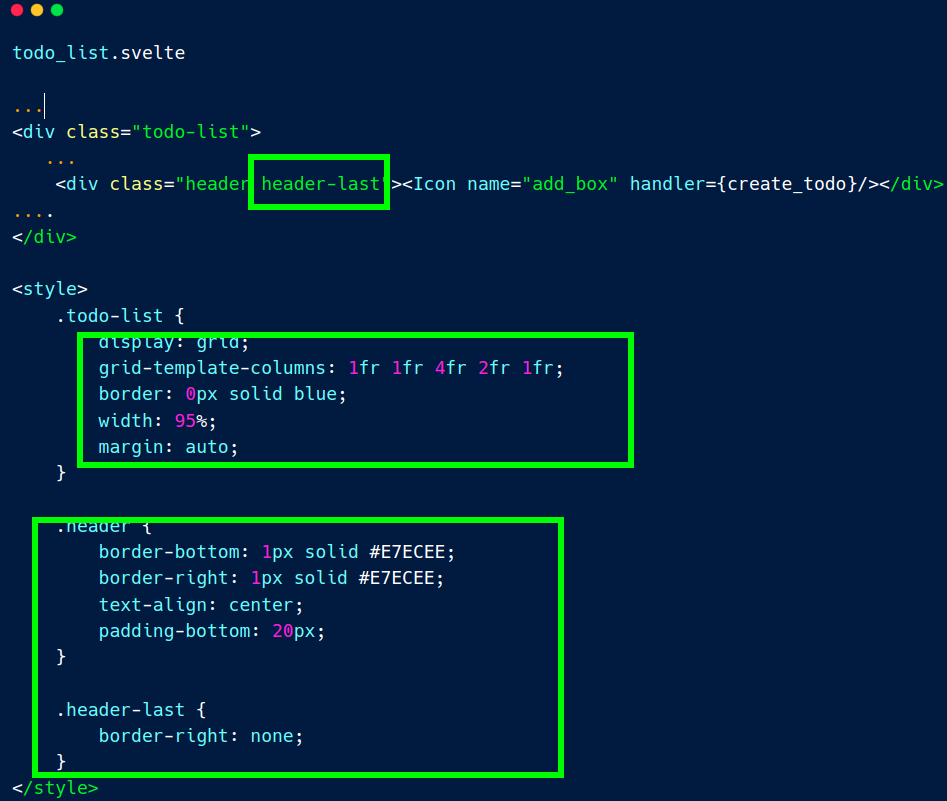 todo_list.svelte
...
<div class="todo-list">
...
<div class="header header-last"><Icon name="add_box" handler={create_todo}/></div>
....
</div>
<style>
.todo-list {
display: grid;
grid-template-columns: 1fr 1fr 4fr 2fr 1fr;
border: 0px solid blue;
width: 95%;
margin: auto;
}
.header {
border-bottom: 1px solid #E7ECEE;
border-right: 1px solid #E7ECEE;
text-align: center;
padding-bottom: 20px;
}
.header-last {
border-right: none;
}
</style>